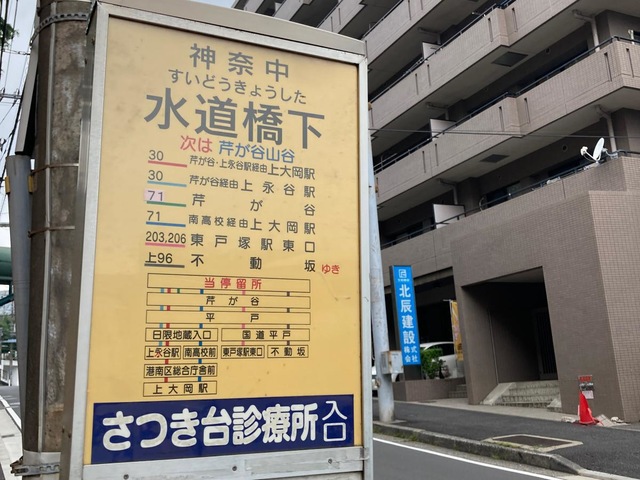 神奈中
すいどうきょうした
水道橋下
次は 芹が谷山谷
30 芹が谷・上永谷駅経由上大岡駅
30 芹が谷経由上永谷駅
71 芹が谷
71 南高校経由上大岡駅
203,206 東戸塚駅東口
上96 不動坂 ゆき
当停留所
芹が谷
平戸
日限地蔵入口 国道平戸
上永谷駅 南高校前 東戸塚駅東口 不動坂
港南区総合庁舎前
上大岡駅
さつき台診療所 入口
北辰建設株式会社